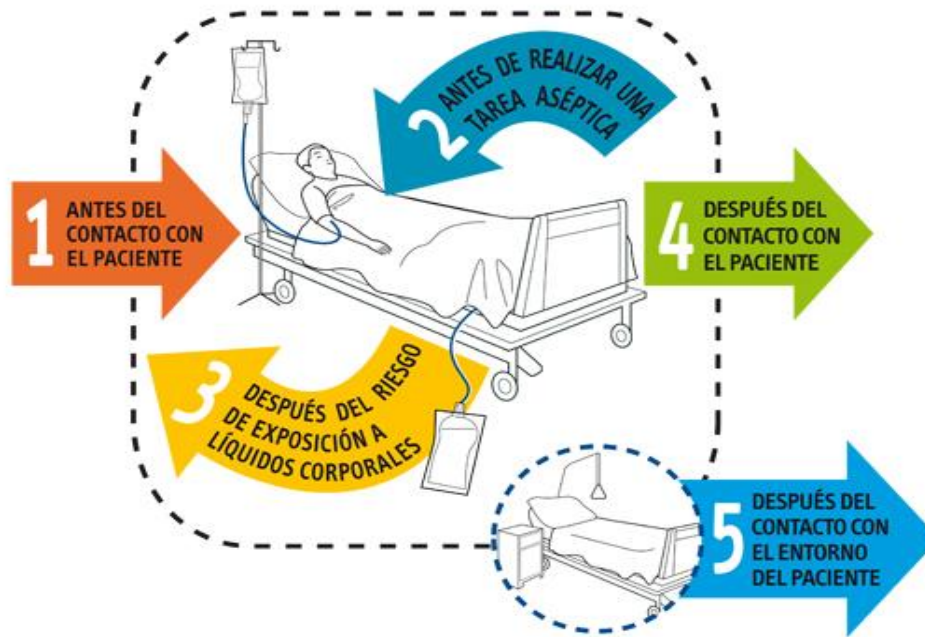 1
ANTES DEL
CONTACTO CON
EL PACIENTE
2
ANTES DE REALIZAR UNA
TAREA ASÉPTICA
3
DESPUÉS DEL RIESGO
DE EXPOSICIÓN A
LÍQUIDOS CORPORALES
4
DESPUÉS DEL
CONTACTO CON
EL PACIENTE
5
DESPUÉS DEL
CONTACTO CON
EL ENTORNO
DEL PACIENTE